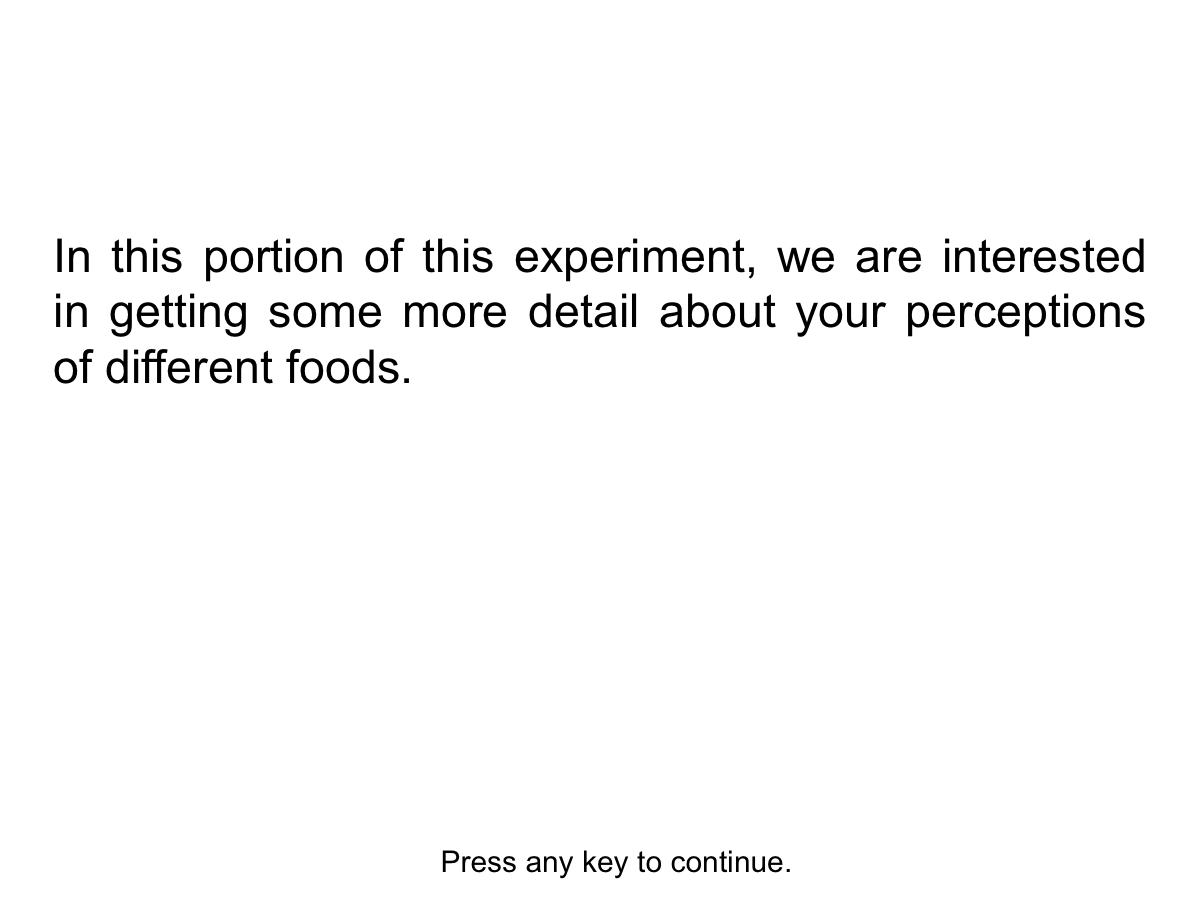 In this portion of this experiment, we are interested
in getting some more detail about your perceptions
of different foods.
Press any key to continue.